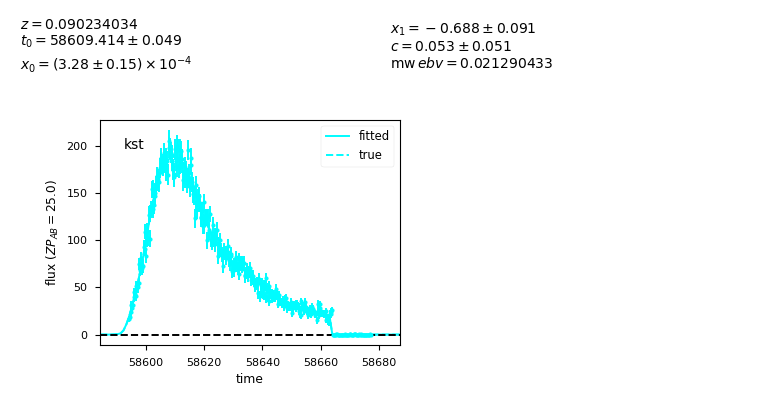 z = 0.090234034
t₀ = 58609.414 ± 0.049
x₀ = (3.28 ± 0.15) × 10⁻⁴
x₁ = −0.688 ± 0.091
c = 0.053 ± 0.051
mw ebv = 0.021290433
kst
fitted
true
200
150
100
50
0
flux (ZP_AB = 25.0)
58600 58620 58640 58660 58680
time